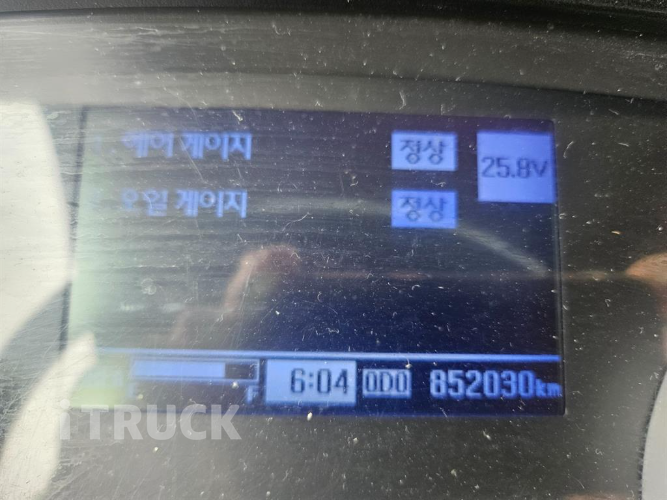 에어 게이지 정상 25.8V
오일 게이지 정상
F 6:04 ODO 852030km
iTRUCK